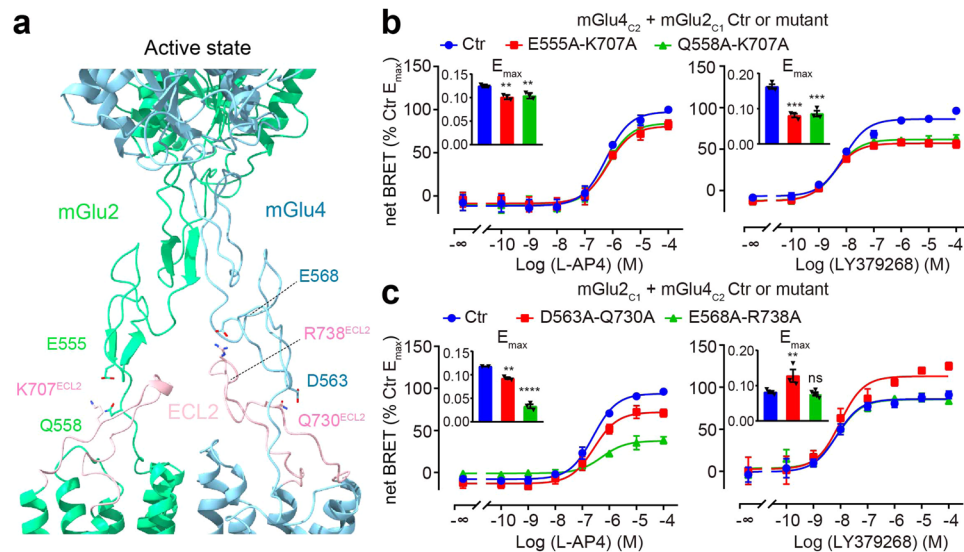 a
Active state
mGlu2
mGlu4
E568
E555
R738ECL2
K707ECL2
D563
ECL2
Q558
Q730ECL2
b
mGlu4C2 + mGlu2C1 Ctr or mutant
Ctr
E555A-K707A
Q558A-K707A
net BRET (% Ctr Emax)
150
100
50
0
Emax
0.15
0.10
0.05
0.00
**
**
-∞ -10 -9 -8 -7 -6 -5 -4
Log (L-AP4) (M)
150
100
50
0
Emax
0.20
0.10
0.00
***
***
-∞ -10 -9 -8 -7 -6 -5 -4
Log (LY379268) (M)
c
mGlu2C1 + mGlu4C2 Ctr or mutant
Ctr
D563A-Q730A
E568A-R738A
net BRET (% Ctr Emax)
150
100
50
0
Emax
0.15
0.10
0.05
0.00
**
****
-∞ -10 -9 -8 -7 -6 -5 -4
Log (L-AP4) (M)
150
100
50
0
Emax
0.20
0.10
0.00
**
ns
-∞ -10 -9 -8 -7 -6 -5 -4
Log (LY379268) (M)